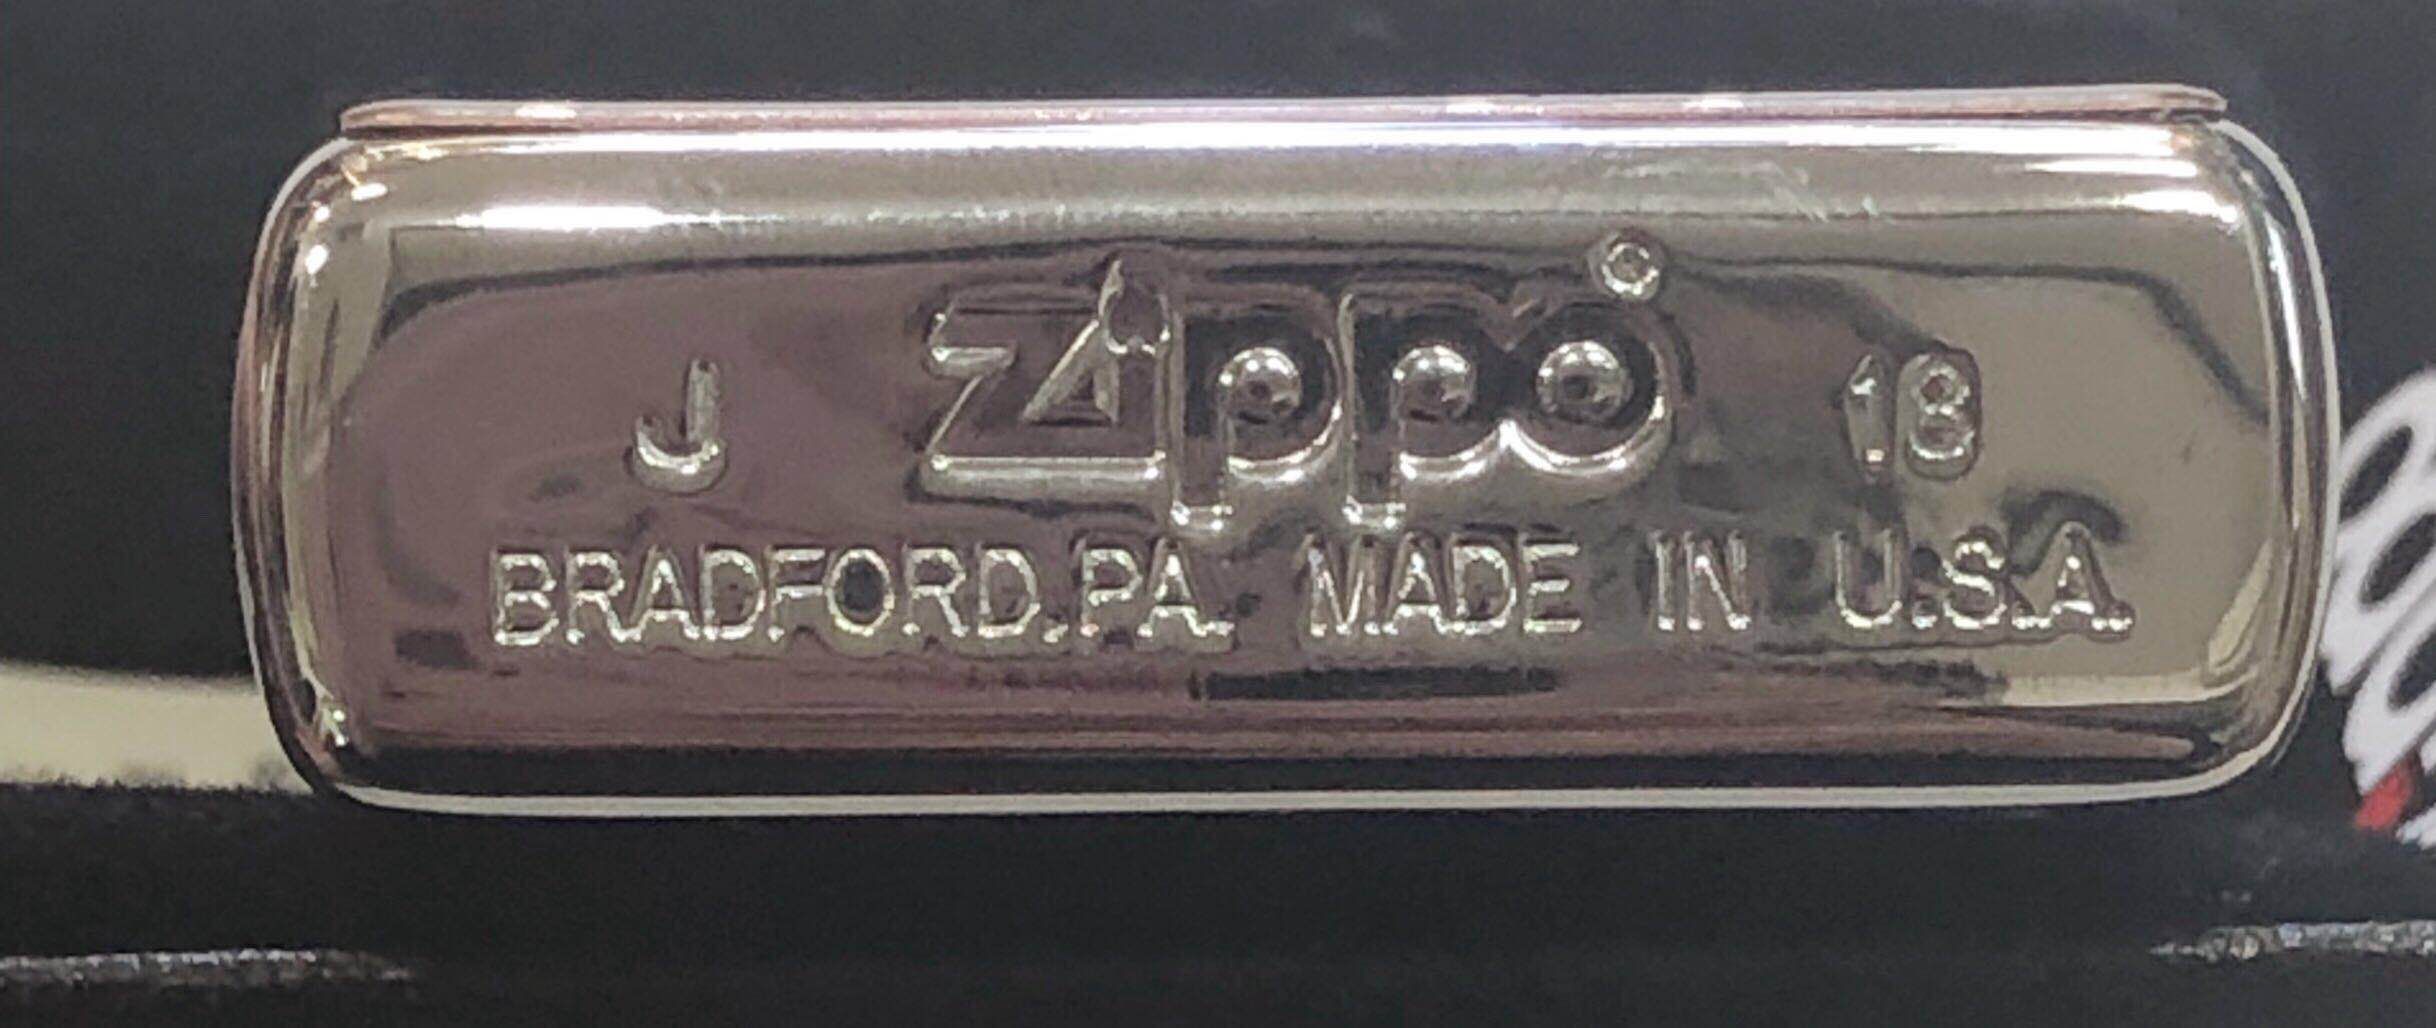 J Zippo® 18
BRADFORD,PA. MADE IN U.S.A.